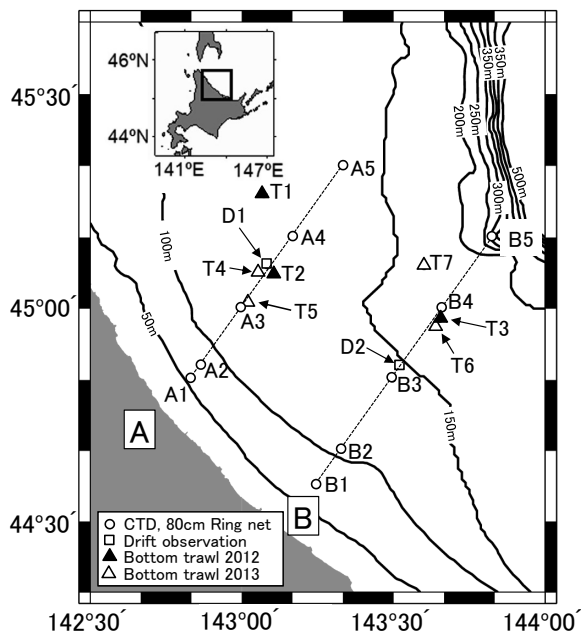 46°N
44°N
141°E
147°E
45°30′
45°00′
44°30′
142°30′
143°00′
143°30′
144°00′
350m
350m
250m
200m
500m
300m
100m
50m
150m
A5
T1
D1
A4
T4
T2
T5
A3
A2
A1
A
B5
T7
B4
T3
D2
T6
B3
B2
B1
B
CTD, 80cm Ring net
Drift observation
Bottom trawl 2012
Bottom trawl 2013